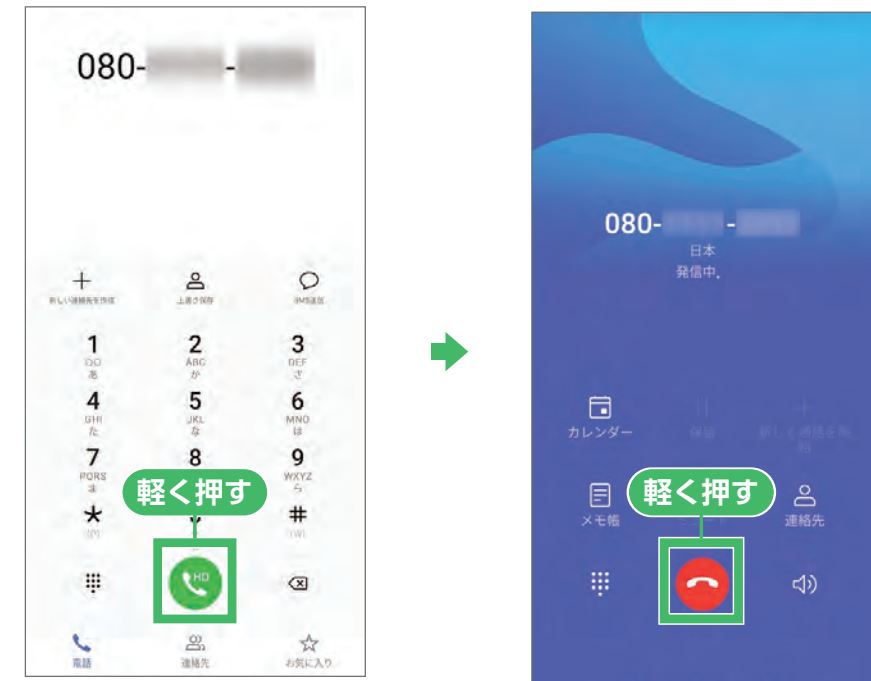 080-
-
新しい連絡先を作成
上書き保存
SMS送信
1
2
3
ABC
DEF
あ
か
さ
4
5
6
GHI
JKL
MNO
た
な
は
7
8
9
PQRS
WXYZ
ま
ら
軽く押す
#
(P)
(W)
HD
電話
連絡先
お気に入り
080-
-
日本
発信中.
カレンダー
保留
メモ帳
軽く押す
連絡先